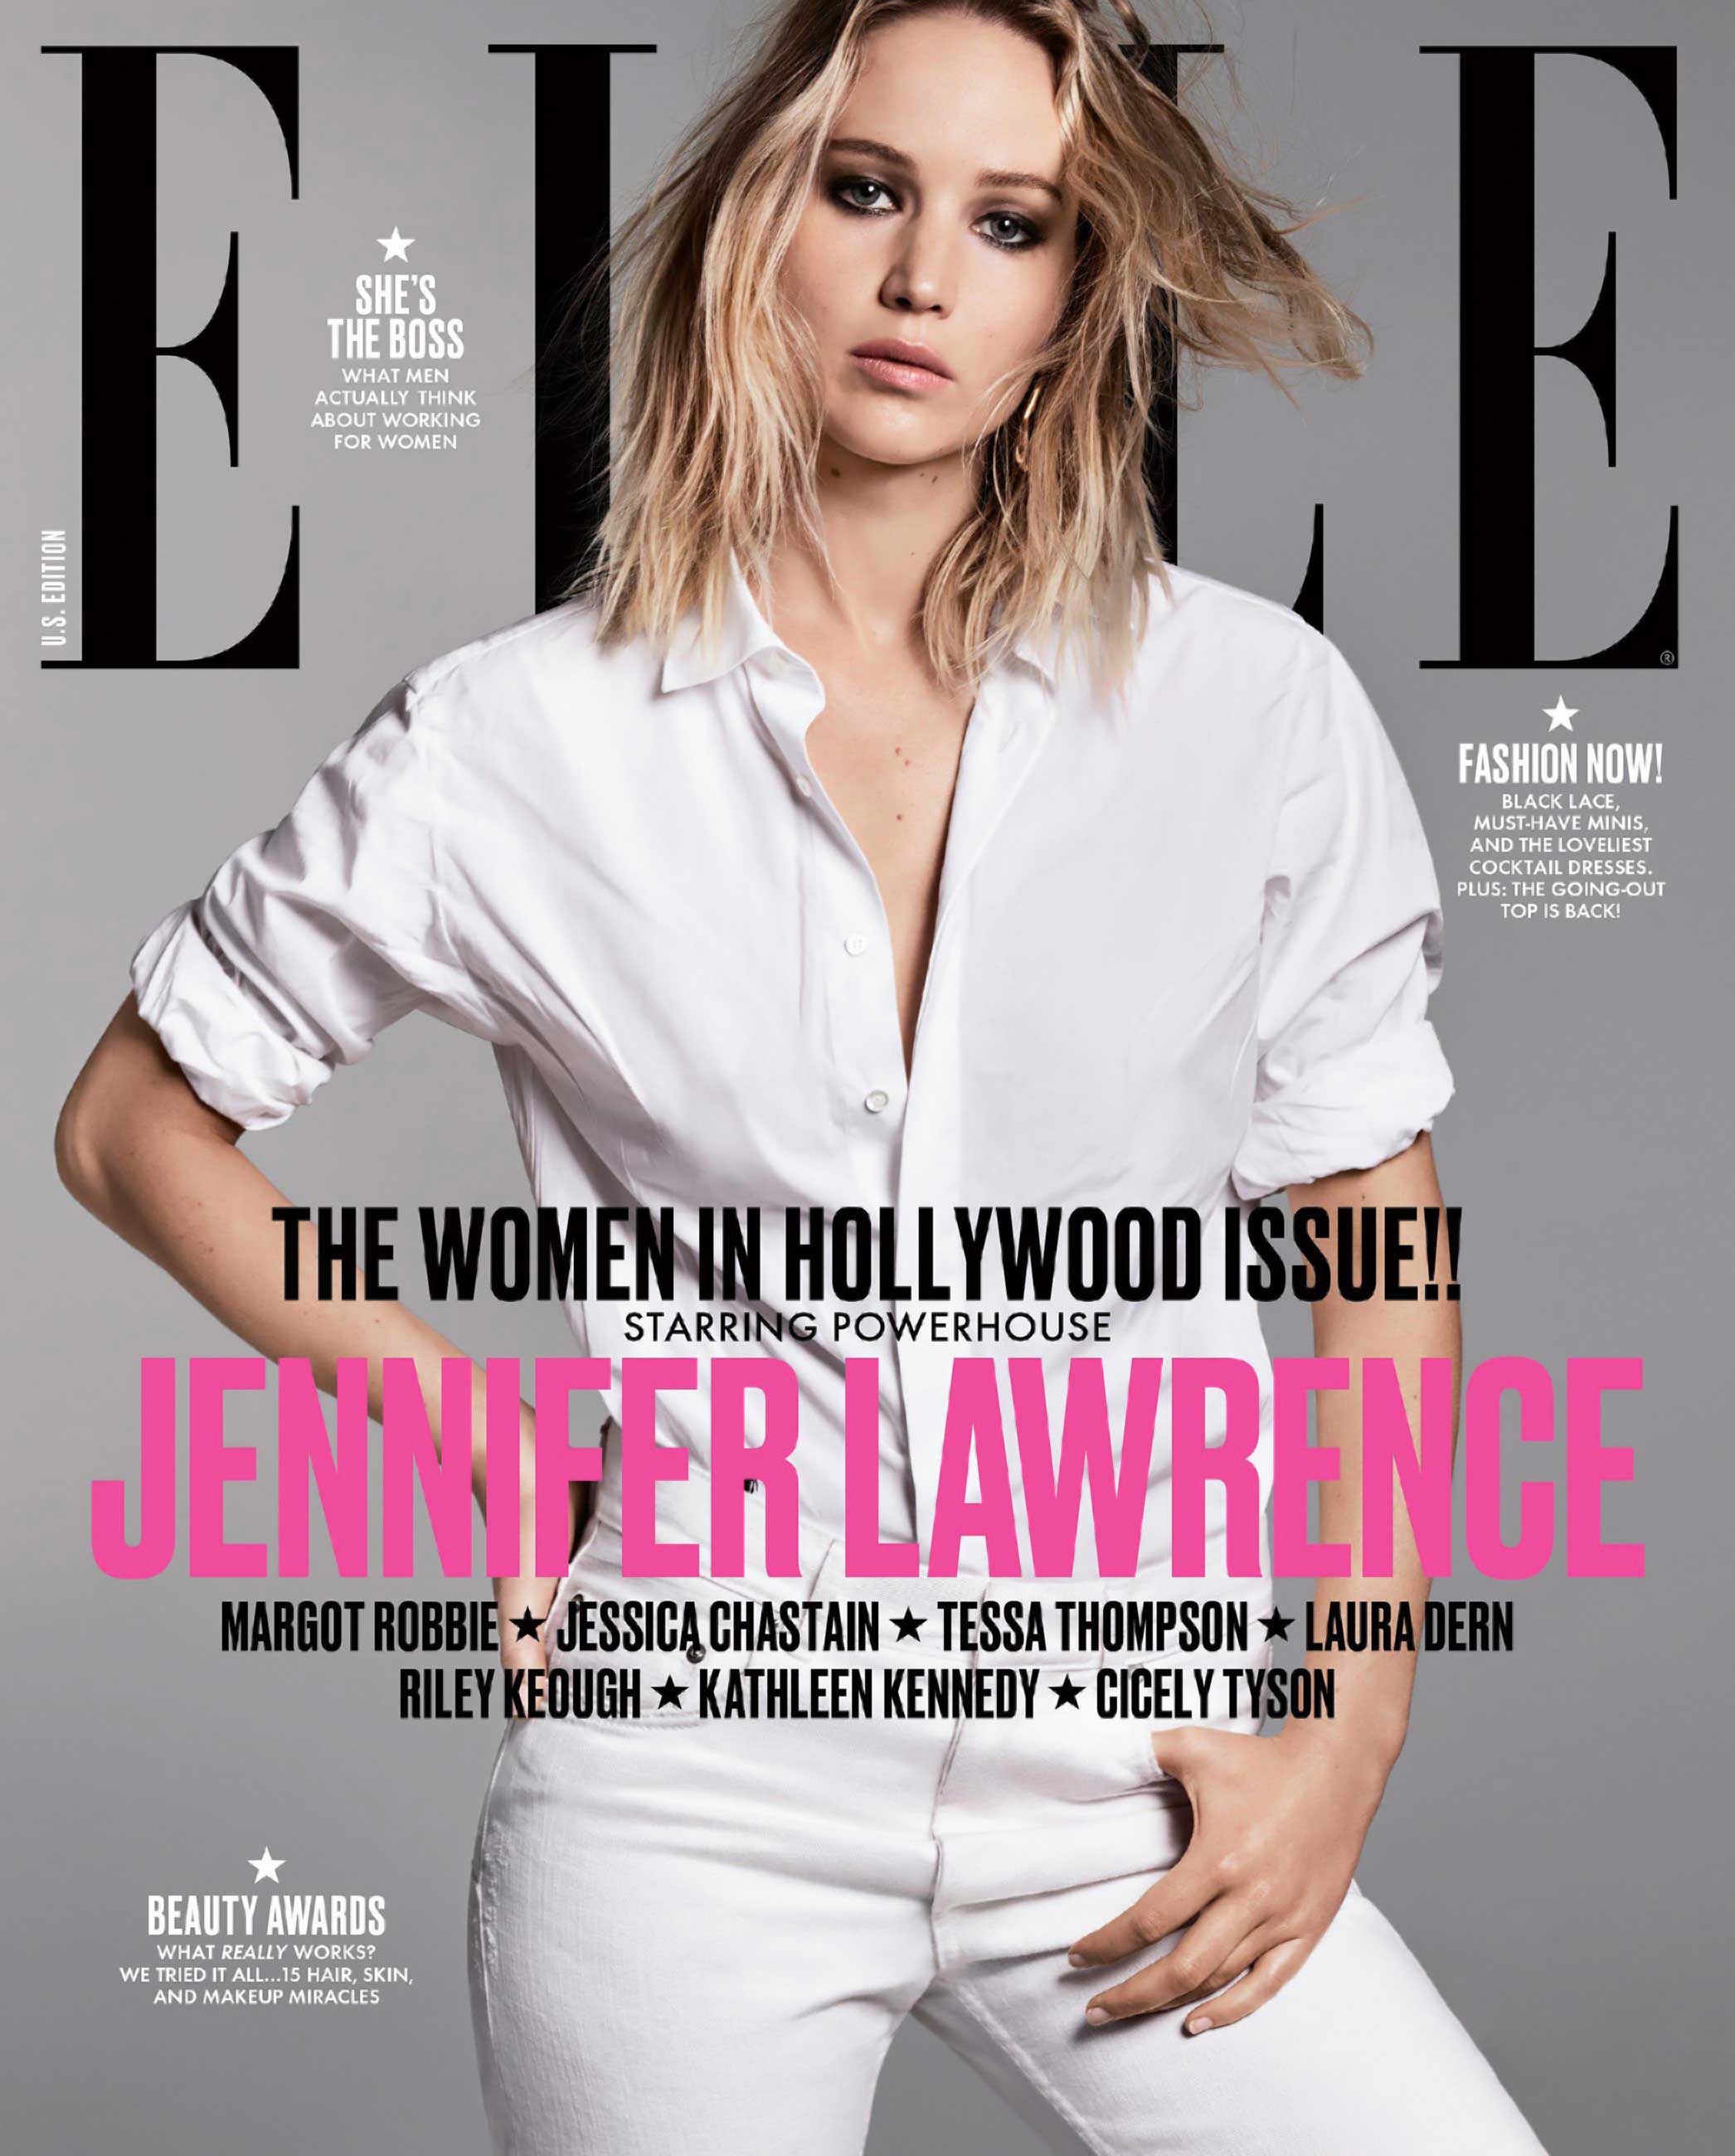 ELLE
★
SHE'S
THE BOSS
WHAT MEN
ACTUALLY THINK
ABOUT WORKING
FOR WOMEN
U.S. EDITION
®
★
FASHION NOW!
BLACK LACE,
MUST-HAVE MINIS,
AND THE LOVELIEST
COCKTAIL DRESSES.
PLUS: THE GOING-OUT
TOP IS BACK!
THE WOMEN IN HOLLYWOOD ISSUE!!
STARRING POWERHOUSE
JENNIFER LAWRENCE
MARGOT ROBBIE ★ JESSICA CHASTAIN ★ TESSA THOMPSON ★ LAURA DERN
RILEY KEOUGH ★ KATHLEEN KENNEDY ★ CICELY TYSON
★
BEAUTY AWARDS
WHAT REALLY WORKS?
WE TRIED IT ALL...15 HAIR, SKIN,
AND MAKEUP MIRACLES